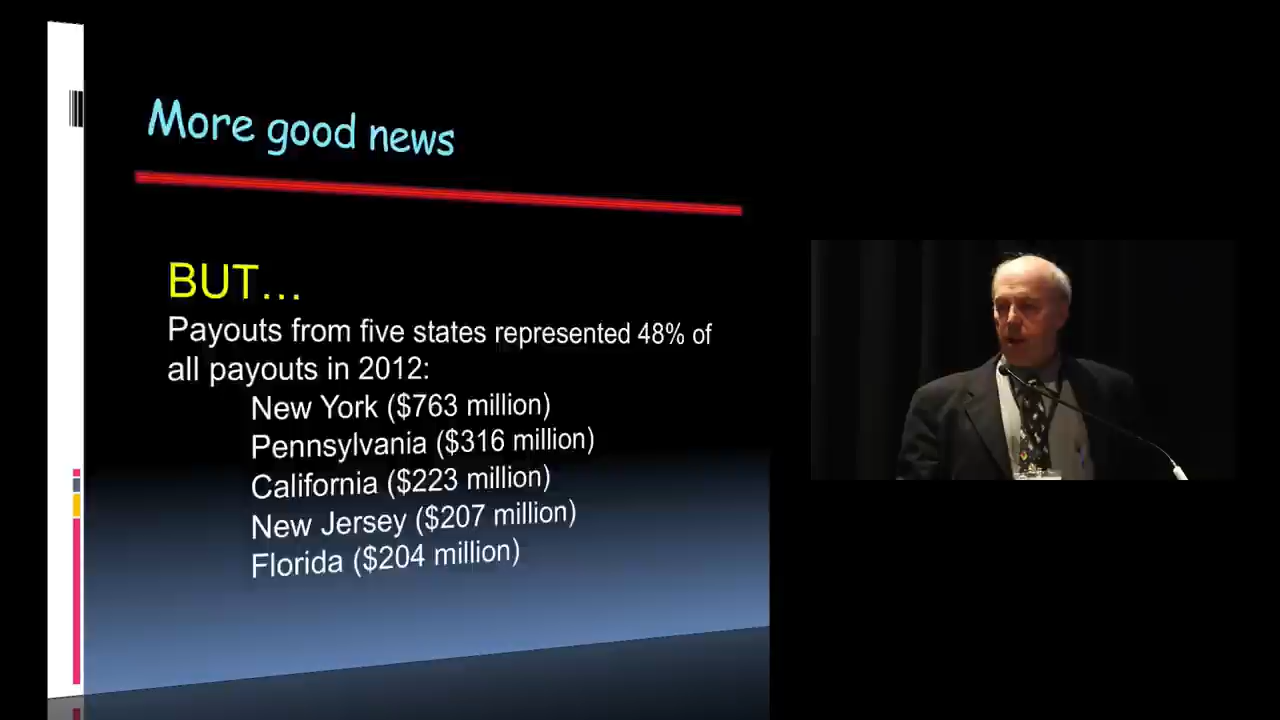 More good news
BUT...
Payouts from five states represented 48% of
all payouts in 2012:
New York ($763 million)
Pennsylvania ($316 million)
California ($223 million)
New Jersey ($207 million)
Florida ($204 million)